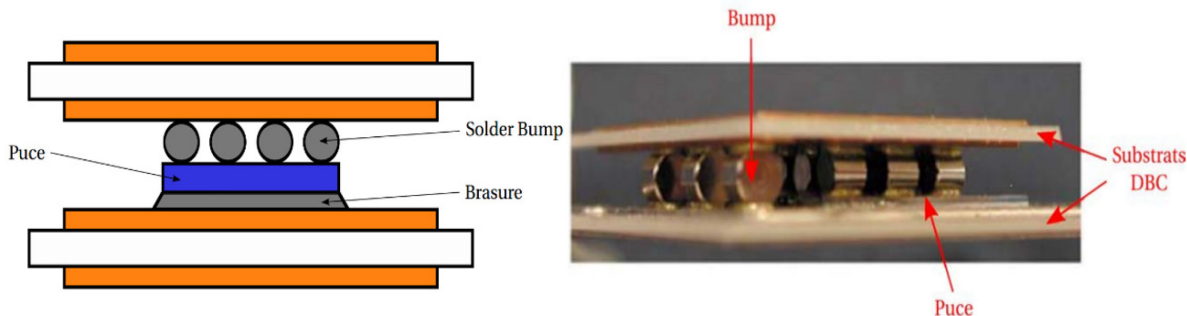 Solder Bump
Puce
Brasure
Bump
Substrats
DBC
Puce